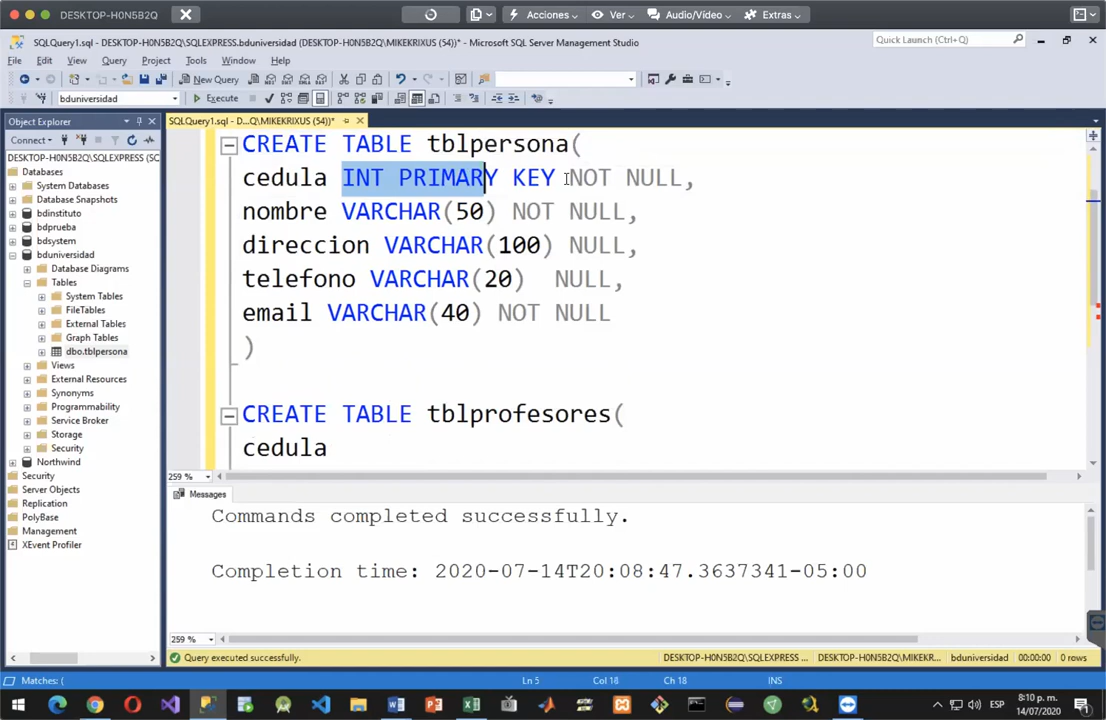 DESKTOP-H0N5B2Q
Acciones
Ver
Audio/Vídeo
Extras
SQLQuery1.sql - DESKTOP-H0N5B2Q\SQLEXPRESS.bduniversidad (DESKTOP-H0N5B2Q\MIKEKRIXUS (54))* - Microsoft SQL Server Management Studio
Quick Launch (Ctrl+Q)
File Edit View Query Project Tools Window Help
New Query
bduniversidad
Execute
Object Explorer
SQLQuery1.sql - D...Q\MIKEKRIXUS (54))*
Connect
DESKTOP-H0N5B2Q\SQLEXPRESS (SC
Databases
System Databases
Database Snapshots
bdinstituto
bdprueba
bdsystem
bduniversidad
Database Diagrams
Tables
System Tables
FileTables
External Tables
Graph Tables
dbo.tblpersona
Views
External Resources
Synonyms
Programmability
Service Broker
Storage
Security
Northwind
Security
Server Objects
Replication
PolyBase
Management
XEvent Profiler
CREATE TABLE tblpersona(
cedula INT PRIMARY KEY NOT NULL,
nombre VARCHAR(50) NOT NULL,
direccion VARCHAR(100) NULL,
telefono VARCHAR(20)  NULL,
email VARCHAR(40) NOT NULL
)
CREATE TABLE tblprofesores(
cedula
259 %
Messages
Commands completed successfully.
Completion time: 2020-07-14T20:08:47.3637341-05:00
259 %
Query executed successfully.
DESKTOP-H0N5B2Q\SQLEXPRESS ...
DESKTOP-H0N5B2Q\MIKEKR...
bduniversidad
00:00:00
0 rows
Matches: (
Ln 5
Col 18
Ch 18
INS
ESP
8:10 p. m.
14/07/2020